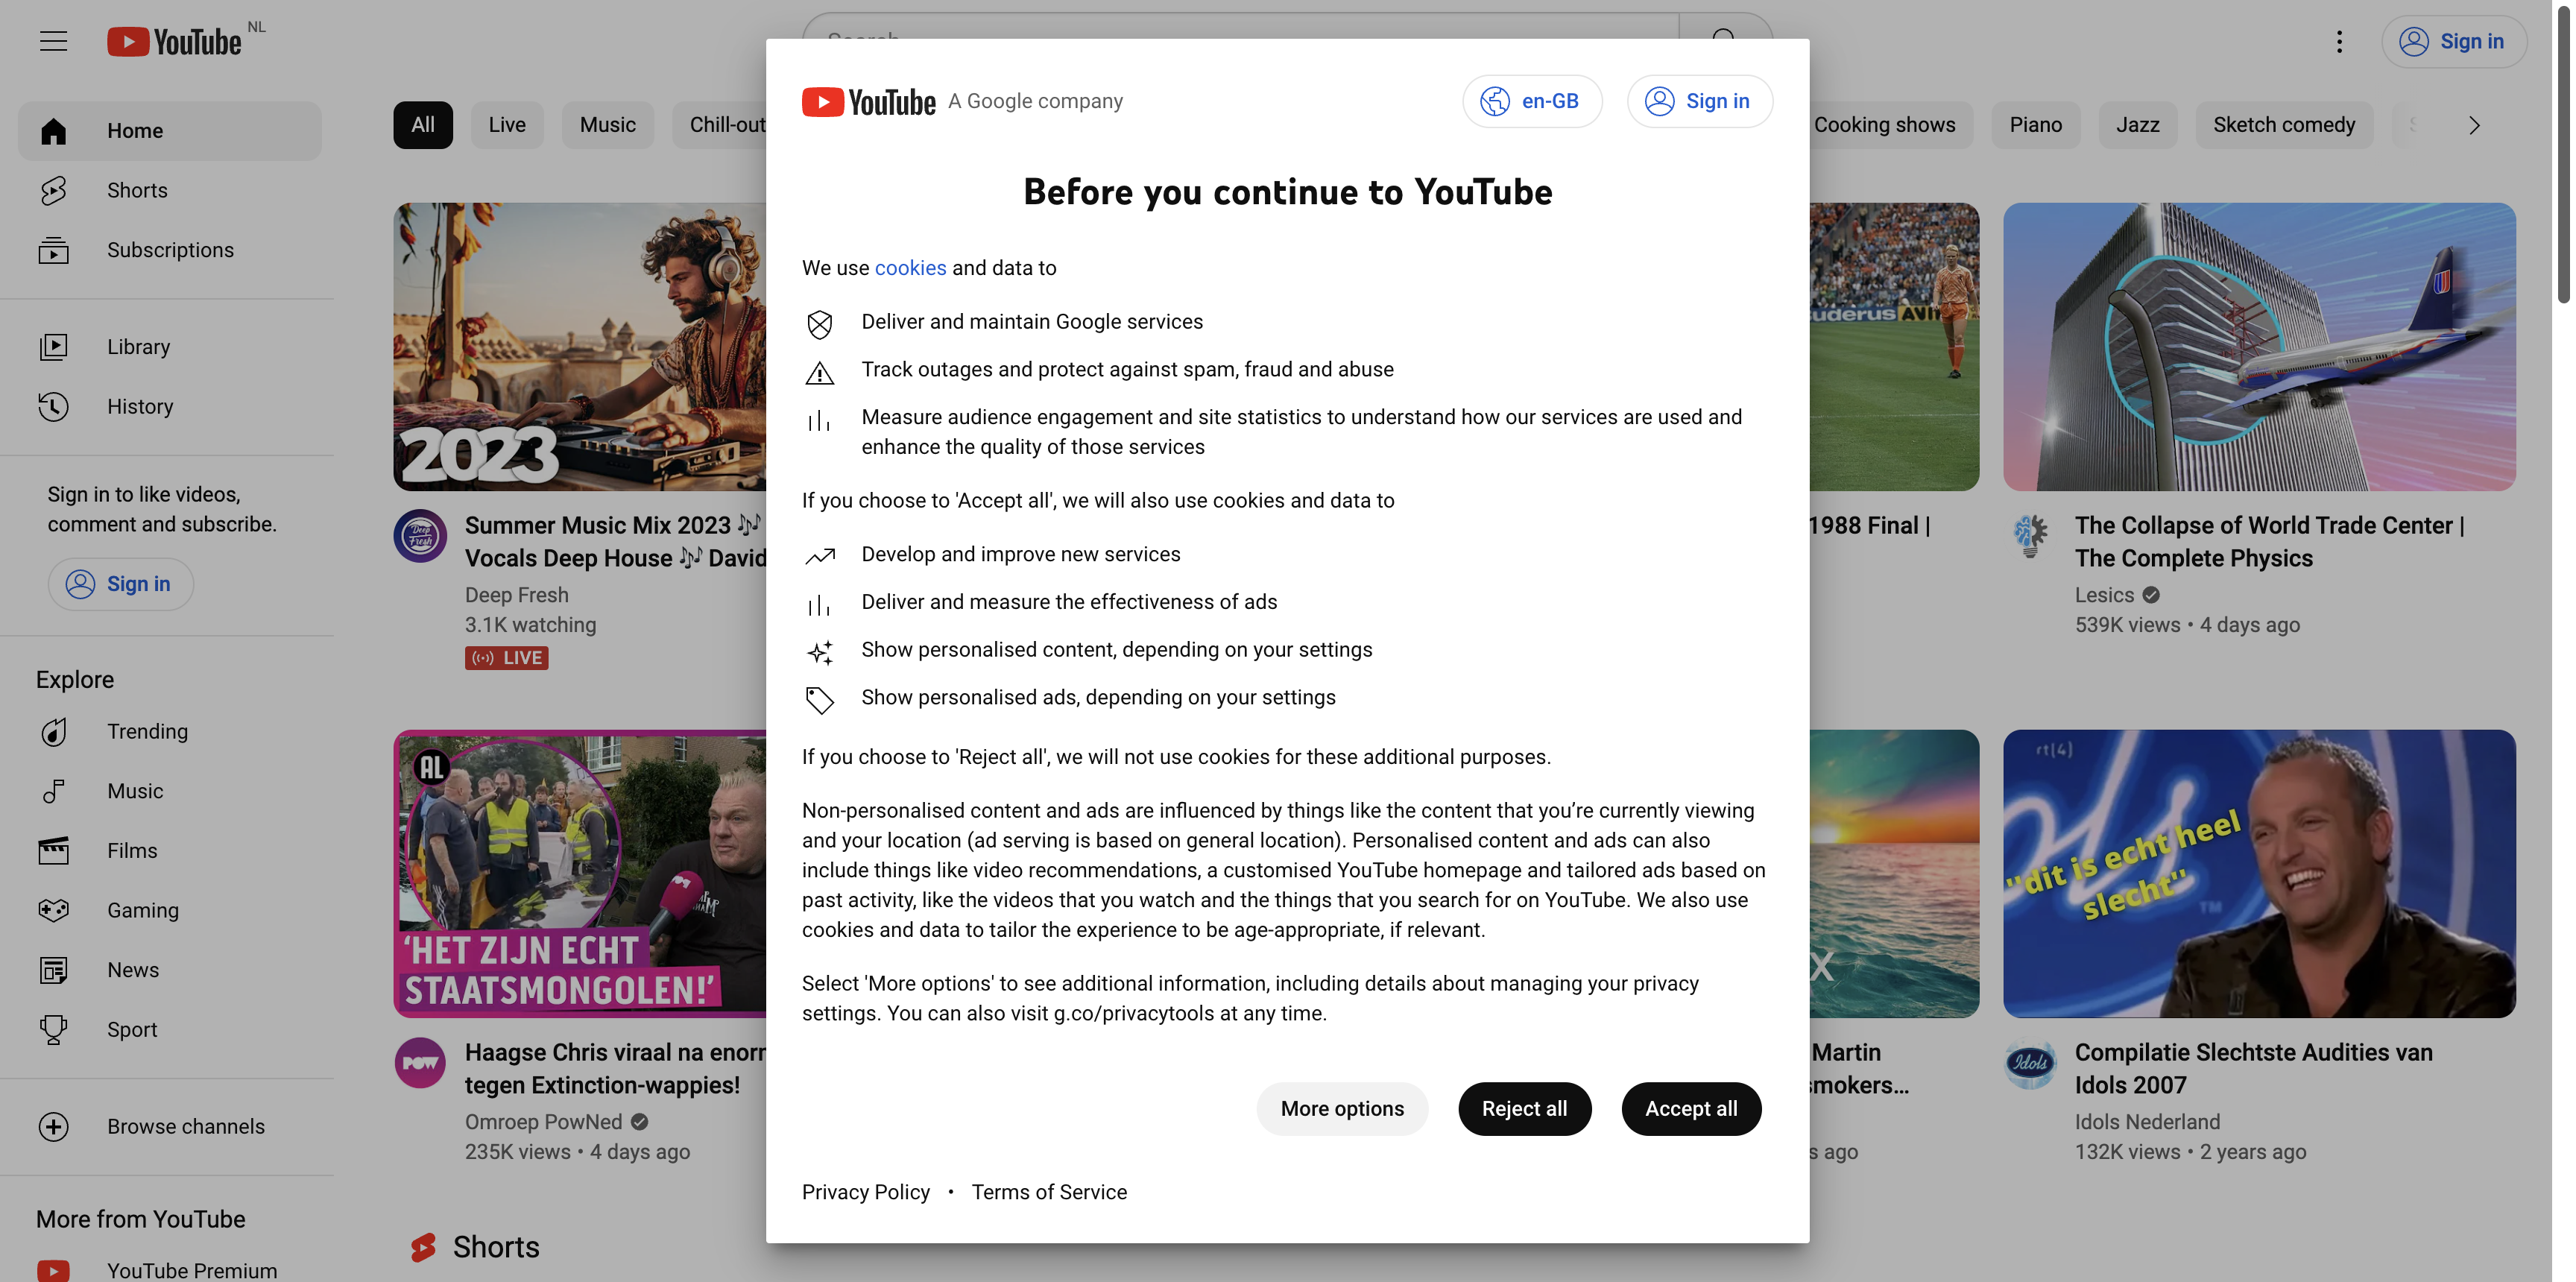 YouTube NL
Search
Sign in
Home
Shorts
Subscriptions
Library
History
Sign in to like videos,
comment and subscribe.
Sign in
Explore
Trending
Music
Films
Gaming
News
Sport
Browse channels
More from YouTube
YouTube Premium
All
Live
Music
Chill-out
Cooking shows
Piano
Jazz
Sketch comedy
2023
Deep Fresh
Summer Music Mix 2023 🎶
Vocals Deep House 🎶 David
Deep Fresh
3.1K watching
LIVE
uderus
1988 Final |
The Collapse of World Trade Center |
The Complete Physics
Lesics
539K views • 4 days ago
AL
'HET ZIJN ECHT
STAATSMONGOLEN!'
POW
Haagse Chris viraal na enorm
tegen Extinction-wappies!
Omroep PowNed
235K views • 4 days ago
X
Martin
smokers...
s ago
rtl4
"dit is echt heel
slecht"
TM
Idols
Compilatie Slechtste Audities van
Idols 2007
Idols Nederland
132K views • 2 years ago
Shorts
YouTube A Google company
en-GB
Sign in
Before you continue to YouTube
We use cookies and data to
Deliver and maintain Google services
Track outages and protect against spam, fraud and abuse
Measure audience engagement and site statistics to understand how our services are used and
enhance the quality of those services
If you choose to 'Accept all', we will also use cookies and data to
Develop and improve new services
Deliver and measure the effectiveness of ads
Show personalised content, depending on your settings
Show personalised ads, depending on your settings
If you choose to 'Reject all', we will not use cookies for these additional purposes.
Non-personalised content and ads are influenced by things like the content that you’re currently viewing
and your location (ad serving is based on general location). Personalised content and ads can also
include things like video recommendations, a customised YouTube homepage and tailored ads based on
past activity, like the videos that you watch and the things that you search for on YouTube. We also use
cookies and data to tailor the experience to be age-appropriate, if relevant.
Select 'More options' to see additional information, including details about managing your privacy
settings. You can also visit g.co/privacytools at any time.
More options
Reject all
Accept all
Privacy Policy • Terms of Service